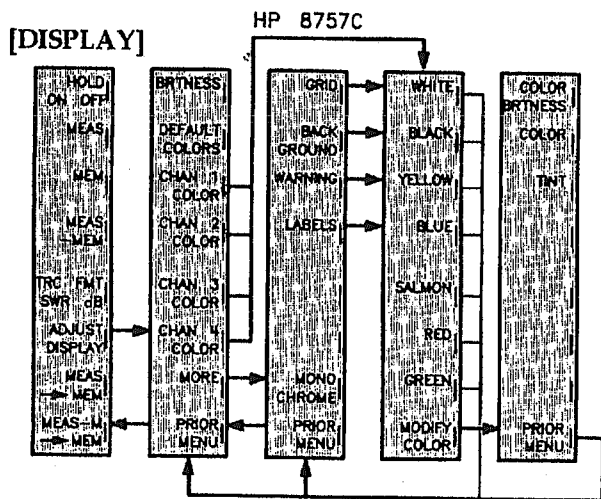 HP 8757C
[DISPLAY]
HOLD
ON OFF
MEAS
MEM
MEAS
-MEM
TRC FMT
SWR dB
ADJUST
DISPLAY
MEAS
→ MEM
MEAS-M
→ MEM
BRTNESS
DEFAULT
COLORS
CHAN 1
COLOR
CHAN 2
COLOR
CHAN 3
COLOR
CHAN 4
COLOR
MORE
PRIOR
MENU
GRID
BACK
GROUND
WARNING
LABELS
MONO
CHROME
PRIOR
MENU
WHITE
BLACK
YELLOW
BLUE
SALMON
RED
GREEN
MODIFY
COLOR
COLOR
BRTNESS
COLOR
TINT
PRIOR
MENU